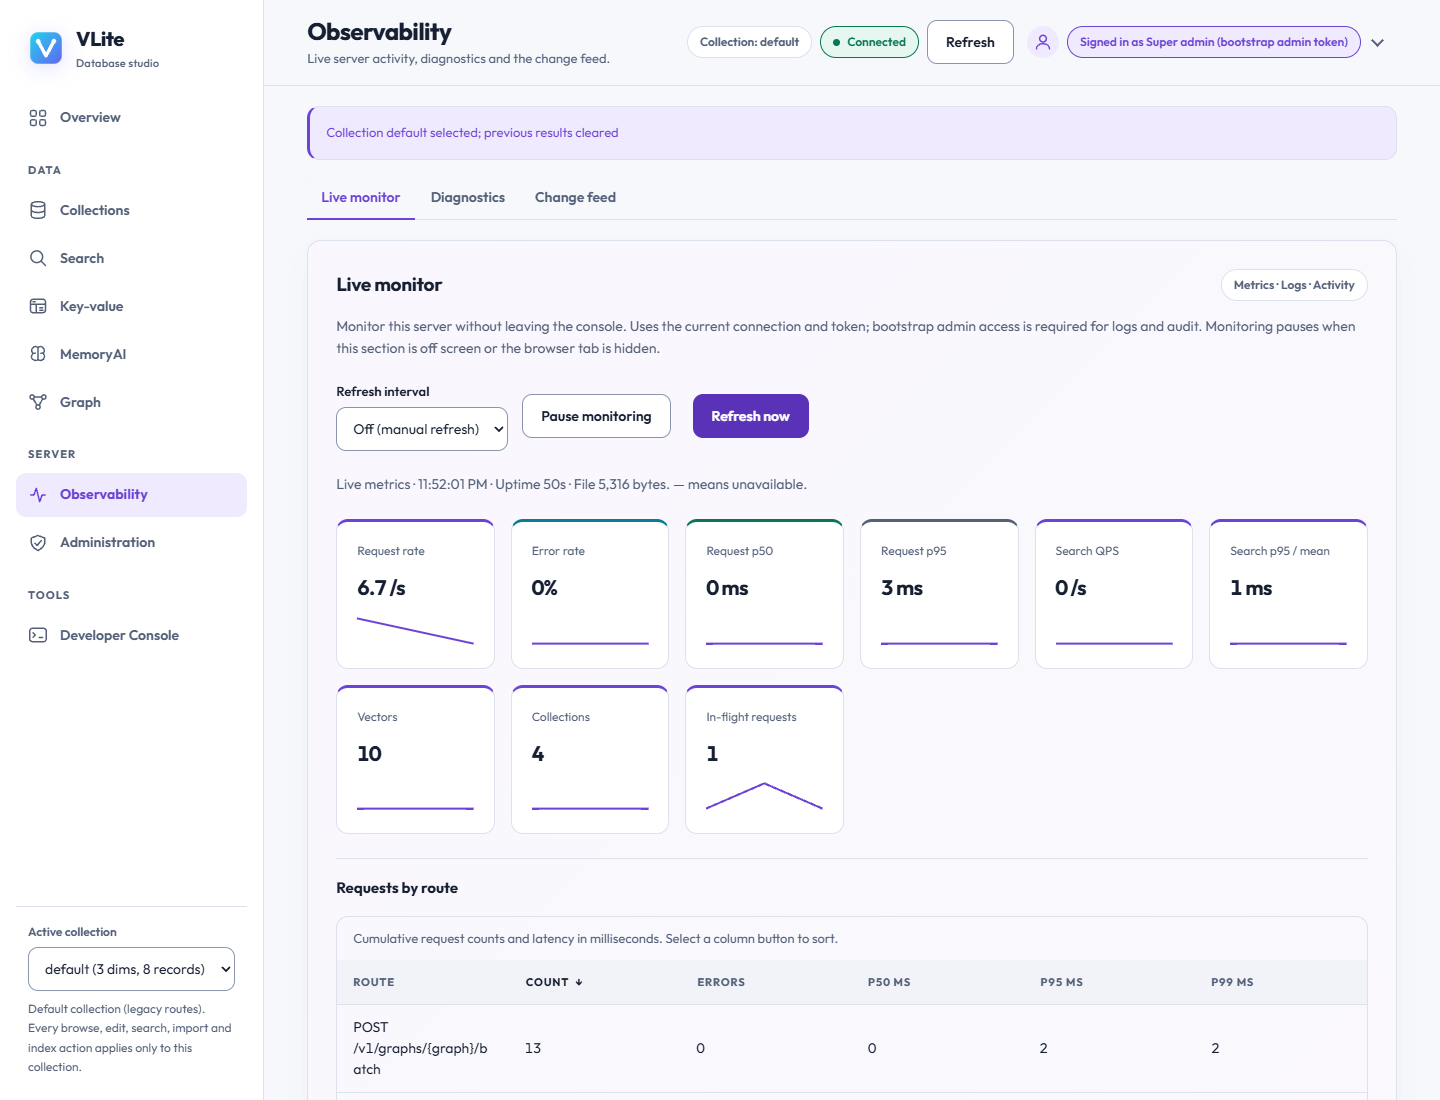 VLite
Database studio
Overview
DATA
Collections
Search
Key-value
MemoryAI
Graph
SERVER
Observability
Administration
TOOLS
Developer Console
Active collection
default (3 dims, 8 records)
Default collection (legacy routes).
Every browse, edit, search, import and
index action applies only to this
collection.
Observability
Live server activity, diagnostics and the change feed.
Collection: default
Connected
Refresh
Signed in as Super admin (bootstrap admin token)
Collection default selected; previous results cleared
Live monitor
Diagnostics
Change feed
Live monitor
Metrics · Logs · Activity
Monitor this server without leaving the console. Uses the current connection and token; bootstrap admin access is required for logs and audit. Monitoring pauses when
this section is off screen or the browser tab is hidden.
Refresh interval
Off (manual refresh)
Pause monitoring
Refresh now
Live metrics · 11:52:01 PM · Uptime 50s · File 5,316 bytes. — means unavailable.
Request rate
6.7 /s
Error rate
0%
Request p50
0 ms
Request p95
3 ms
Search QPS
0 /s
Search p95 / mean
1 ms
Vectors
10
Collections
4
In-flight requests
1
Requests by route
Cumulative request counts and latency in milliseconds. Select a column button to sort.
ROUTE COUNT ↓ ERRORS P50 MS P95 MS P99 MS
POST
/v1/graphs/{graph}/b
atch
13 0 0 2 2